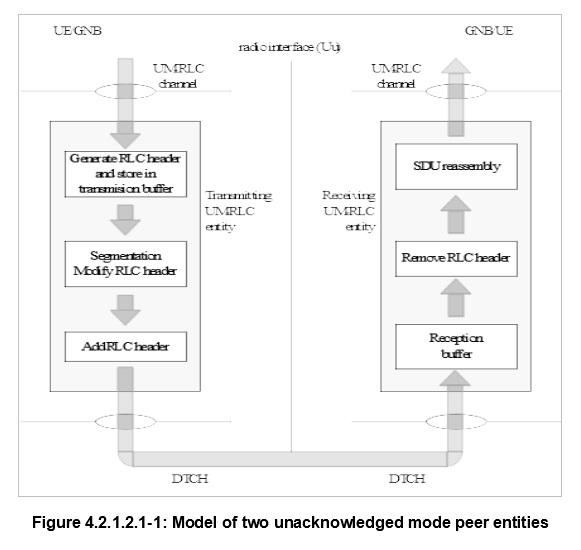 UE/GNB
GNB/UE
radio interface (Uu)
UM-RLC
channel
UM-RLC
channel
Generate RLC header
and store in
transmision buffer
Segmentation
Modify RLC header
Add RLC header
Transmitting
UM-RLC
entity
Receiving
UM-RLC
entity
SDU reassembly
Remove RLC header
Reception
buffer
DTCH
DTCH
Figure 4.2.1.2.1-1: Model of two unacknowledged mode peer entities